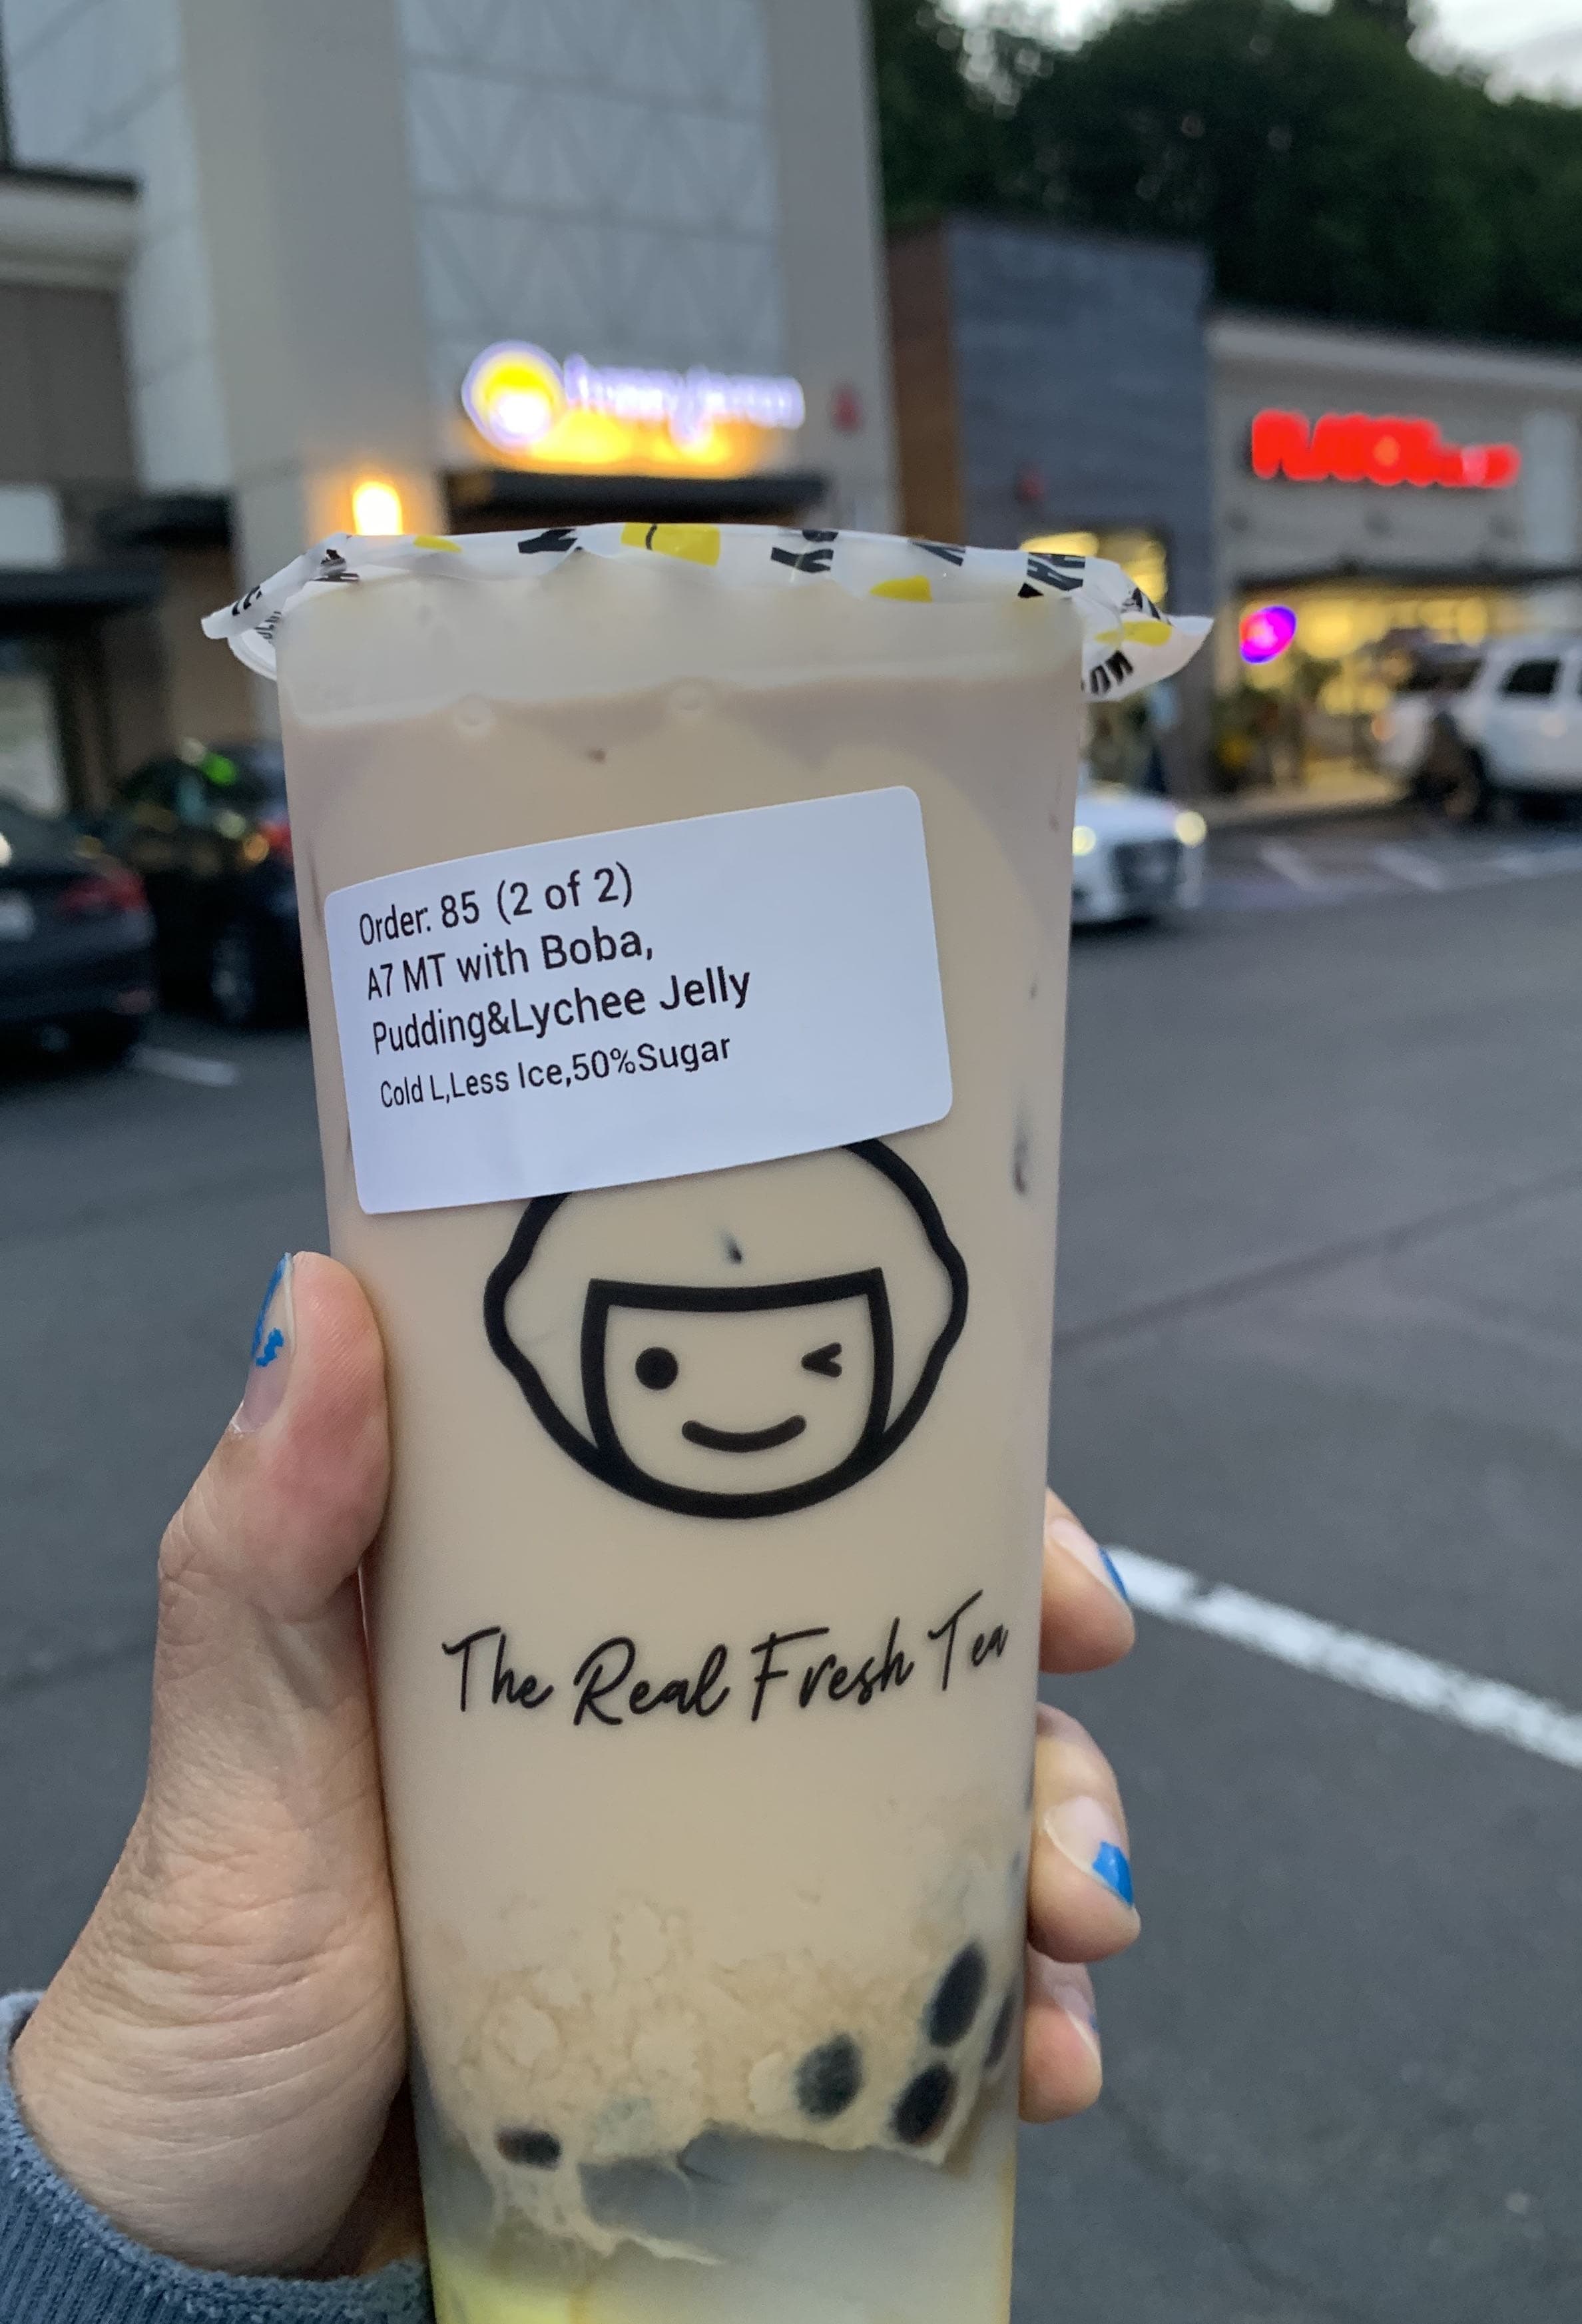 Order: 85 (2 of 2)
A7 MT with Boba,
Pudding&Lychee Jelly
Cold L,Less Ice,50%Sugar
The Real Fresh Tea